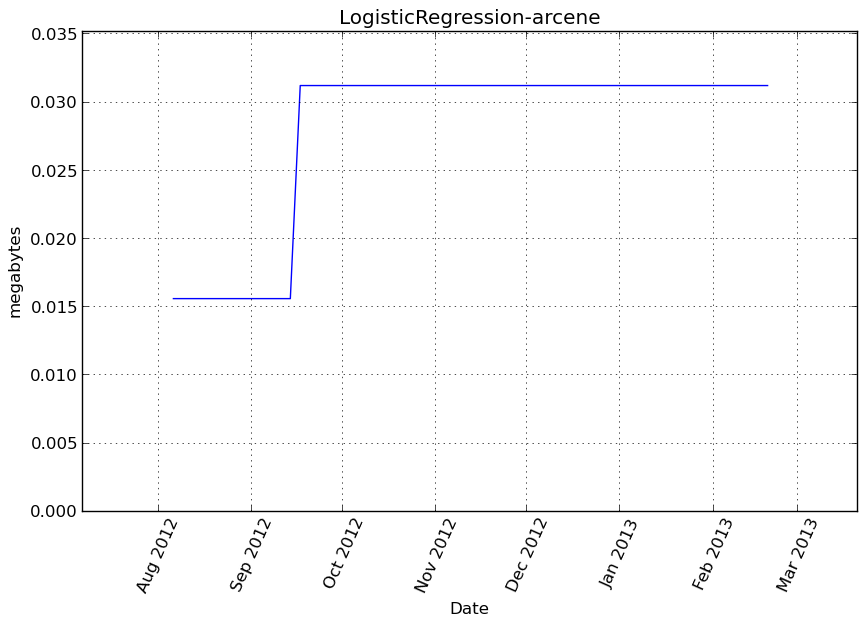 LogisticRegression-arcene
0.035
0.030
0.025
0.020
0.015
0.010
0.005
0.000
megabytes
Aug 2012
Sep 2012
Oct 2012
Nov 2012
Dec 2012
Jan 2013
Feb 2013
Mar 2013
Date